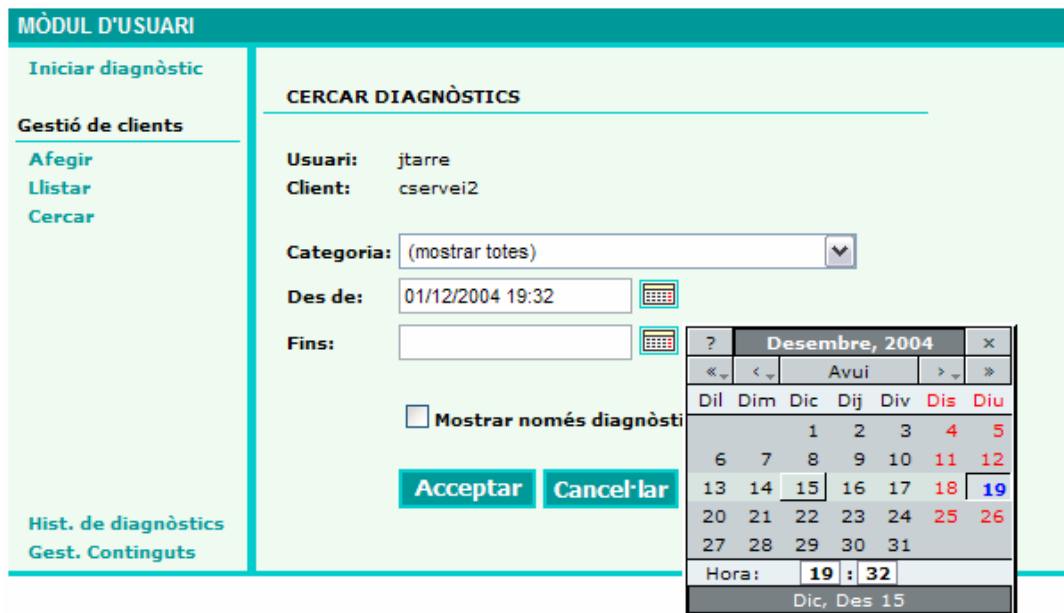 MÒDUL D'USUARI
Iniciar diagnòstic
Gestió de clients
Afegir
Llistar
Cercar
Hist. de diagnòstics
Gest. Continguts
CERCAR DIAGNÒSTICS
Usuari: jtarre
Client: cservei2
Categoria: (mostrar totes)
Des de: 01/12/2004 19:32
Fins:
Mostrar només diagnòsti
Acceptar Cancel·lar
? Desembre, 2004 ×
« ‹ Avui › »
Dil Dim Dic Dij Div Dis Diu
1 2 3 4 5
6 7 8 9 10 11 12
13 14 15 16 17 18 19
20 21 22 23 24 25 26
27 28 29 30 31
Hora: 19 : 32
Dic, Des 15